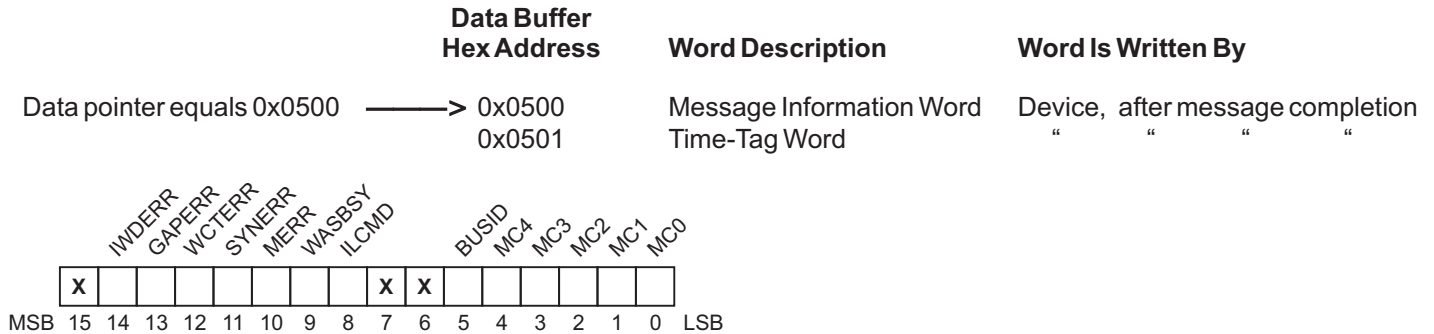 Data Buffer
Hex Address Word Description Word Is Written By
Data pointer equals 0x0500 ———> 0x0500 Message Information Word Device, after message completion
0x0501 Time-Tag Word “ “ “ “
IWDERR GAPERR WCTERR SYNERR MERR WASBSY ILCMD BUSID MC4 MC3 MC2 MC1 MC0
X X X
MSB 15 14 13 12 11 10 9 8 7 6 5 4 3 2 1 0 LSB